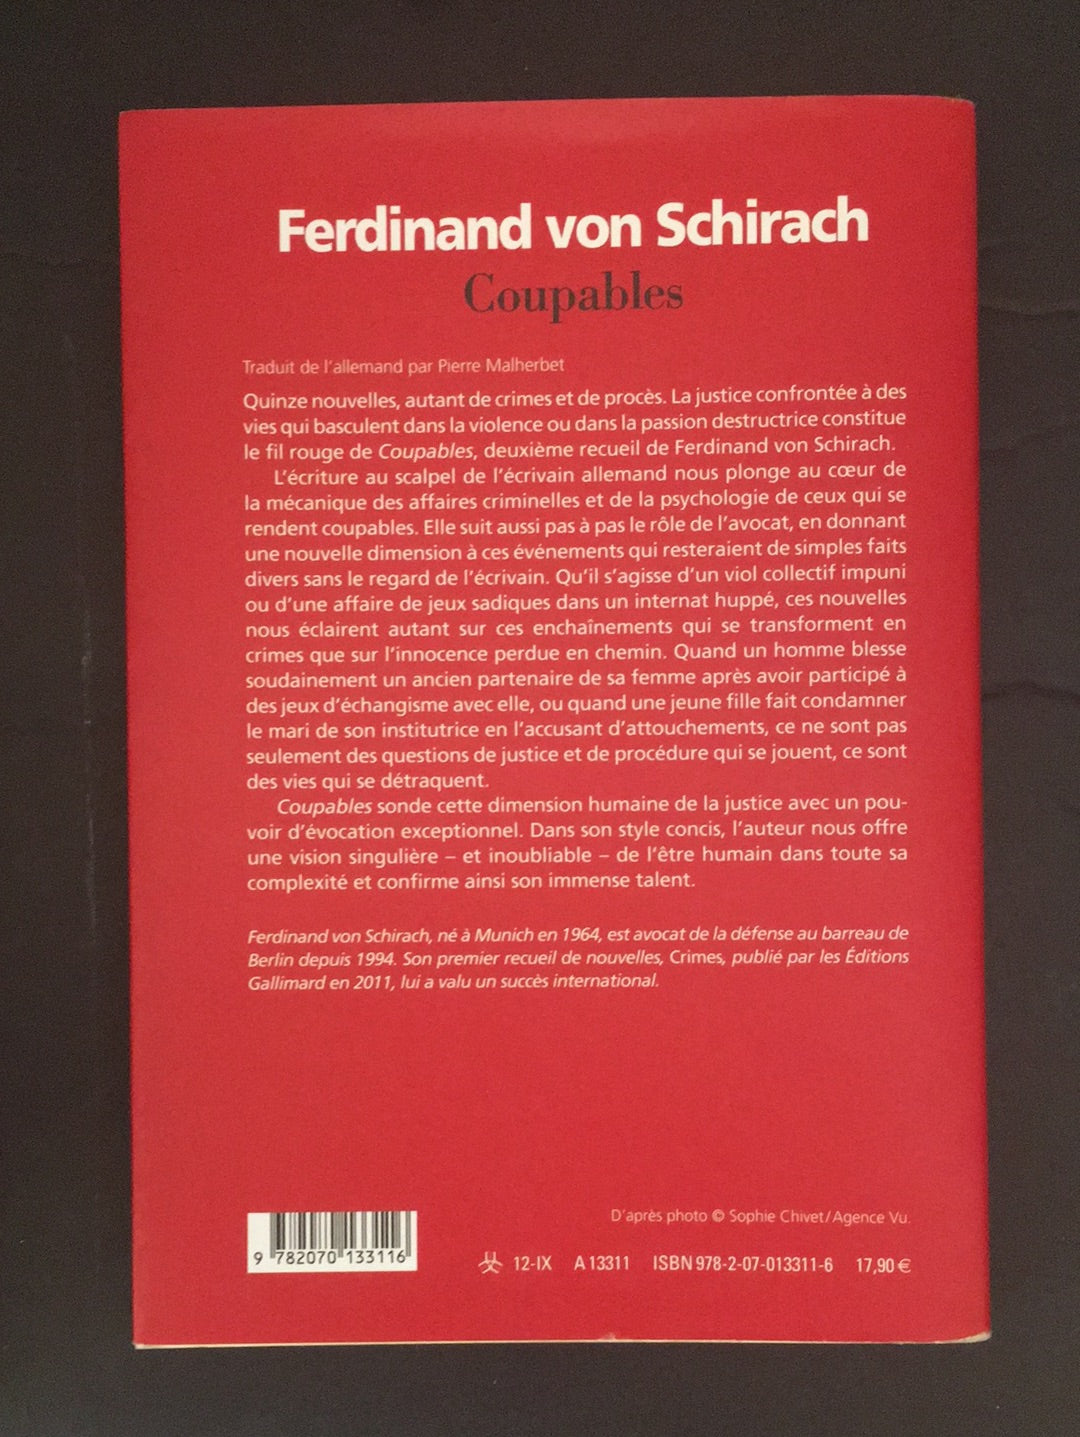 Ferdinand von Schirach
Coupables
Traduit de l'allemand par Pierre Malherbet
Quinze nouvelles, autant de crimes et de procès. La justice confrontée à des
vies qui basculent dans la violence ou dans la passion destructrice constitue
le fil rouge de Coupables, deuxième recueil de Ferdinand von Schirach.
L'écriture au scalpel de l'écrivain allemand nous plonge au cœur de
la mécanique des affaires criminelles et de la psychologie de ceux qui se
rendent coupables. Elle suit aussi pas à pas le rôle de l'avocat, en donnant
une nouvelle dimension à ces événements qui resteraient de simples faits
divers sans le regard de l'écrivain. Qu'il s'agisse d'un viol collectif impuni
ou d'une affaire de jeux sadiques dans un internat huppé, ces nouvelles
nous éclairent autant sur ces enchaînements qui se transforment en
crimes que sur l'innocence perdue en chemin. Quand un homme blesse
soudainement un ancien partenaire de sa femme après avoir participé à
des jeux d'échangisme avec elle, ou quand une jeune fille fait condamner
le mari de son institutrice en l'accusant d'attouchements, ce ne sont pas
seulement des questions de justice et de procédure qui se jouent, ce sont
des vies qui se détraquent.
Coupables sonde cette dimension humaine de la justice avec un pou-
voir d'évocation exceptionnel. Dans son style concis, l'auteur nous offre
une vision singulière – et inoubliable – de l'être humain dans toute sa
complexité et confirme ainsi son immense talent.
Ferdinand von Schirach, né à Munich en 1964, est avocat de la défense au barreau de
Berlin depuis 1994. Son premier recueil de nouvelles, Crimes, publié par les Éditions
Gallimard en 2011, lui a valu un succès international.
D'après photo © Sophie Chivet/Agence Vu.
9 782070 133116
12-IX A 13311 ISBN 978-2-07-013311-6 17,90 €